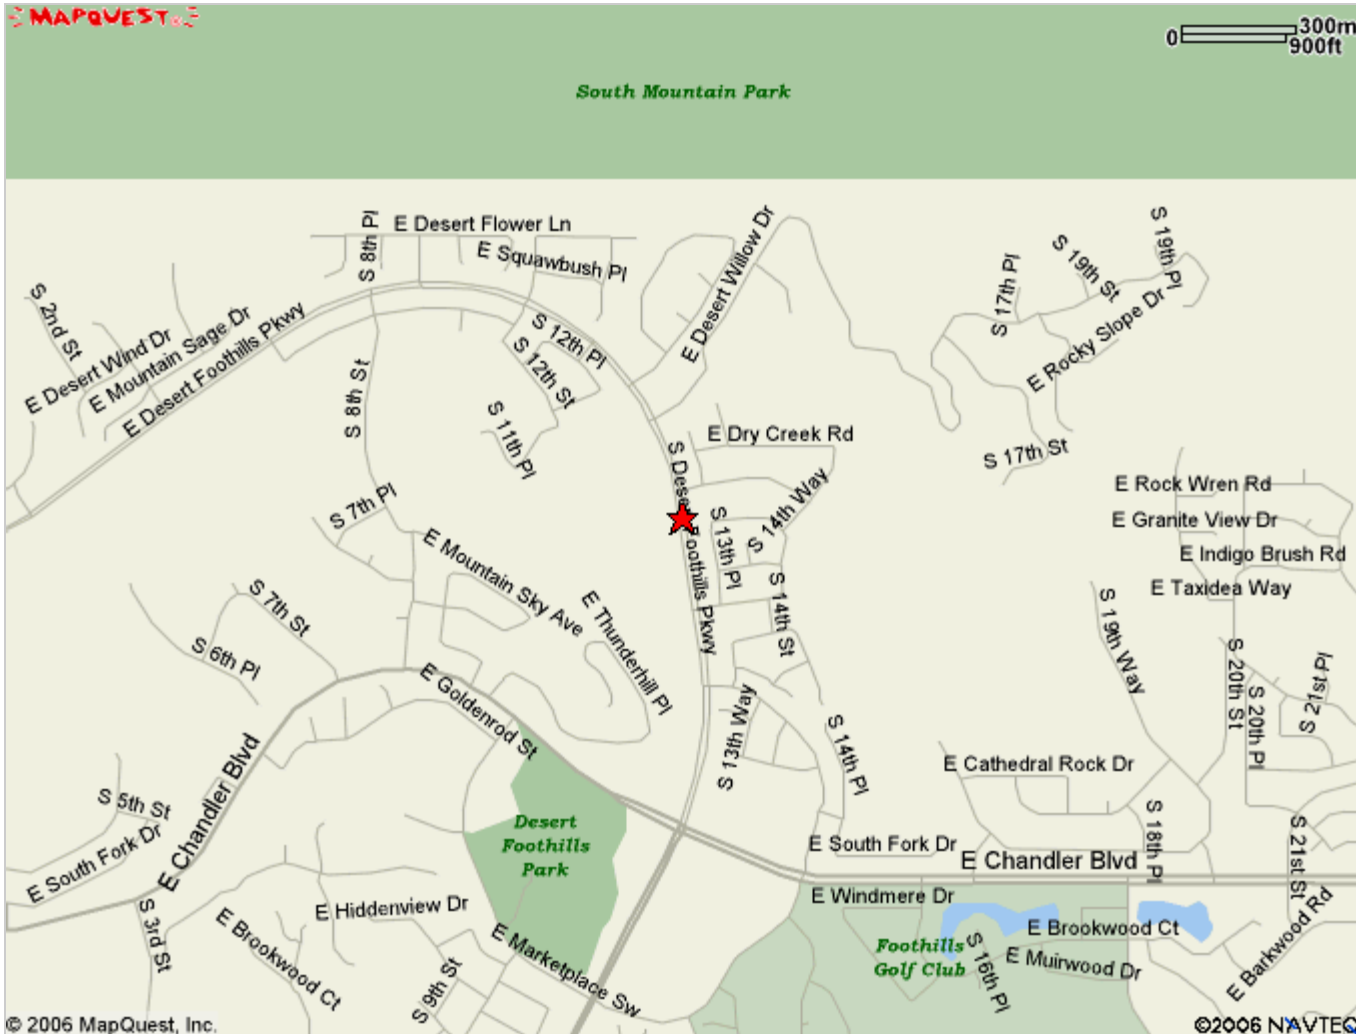 MAPQUEST
300m
0
900ft
South Mountain Park
E Desert Flower Ln
S 8th Pl
E Squawbush Pl
E Desert Willow Dr
S 17th Pl
S 19th St
S 19th Pl
S 2nd St
E Desert Wind Dr
E Mountain Sage Dr
E Desert Foothills Pkwy
S 12th Pl
S 12th St
E Rocky Slope Dr
S 8th St
S 11th Pl
E Dry Creek Rd
S 17th St
S Desert Foothills Pkwy
S 14th Way
S 13th Pl
E Rock Wren Rd
E Granite View Dr
E Indigo Brush Rd
E Taxidea Way
S 7th Pl
E Mountain Sky Ave
E Thunderhill Pl
S 14th St
S 7th St
S 6th Pl
S 19th Way
S 20th St
S 20th Pl
S 21st Pl
E Goldenrod St
S 13th Way
S 14th Pl
E Cathedral Rock Dr
E Chandler Blvd
S 5th St
E South Fork Dr
Desert
Foothills
Park
E South Fork Dr
E Chandler Blvd
S 18th Pl
S 21st St
E Windmere Dr
E Hiddenview Dr
S 3rd St
E Brookwood Ct
E Marketplace Sw
S 9th St
Foothills
Golf Club
S 16th Pl
E Brookwood Ct
E Muirwood Dr
E Barkwood Rd
© 2006 MapQuest, Inc.
©2006 NAVTEQ